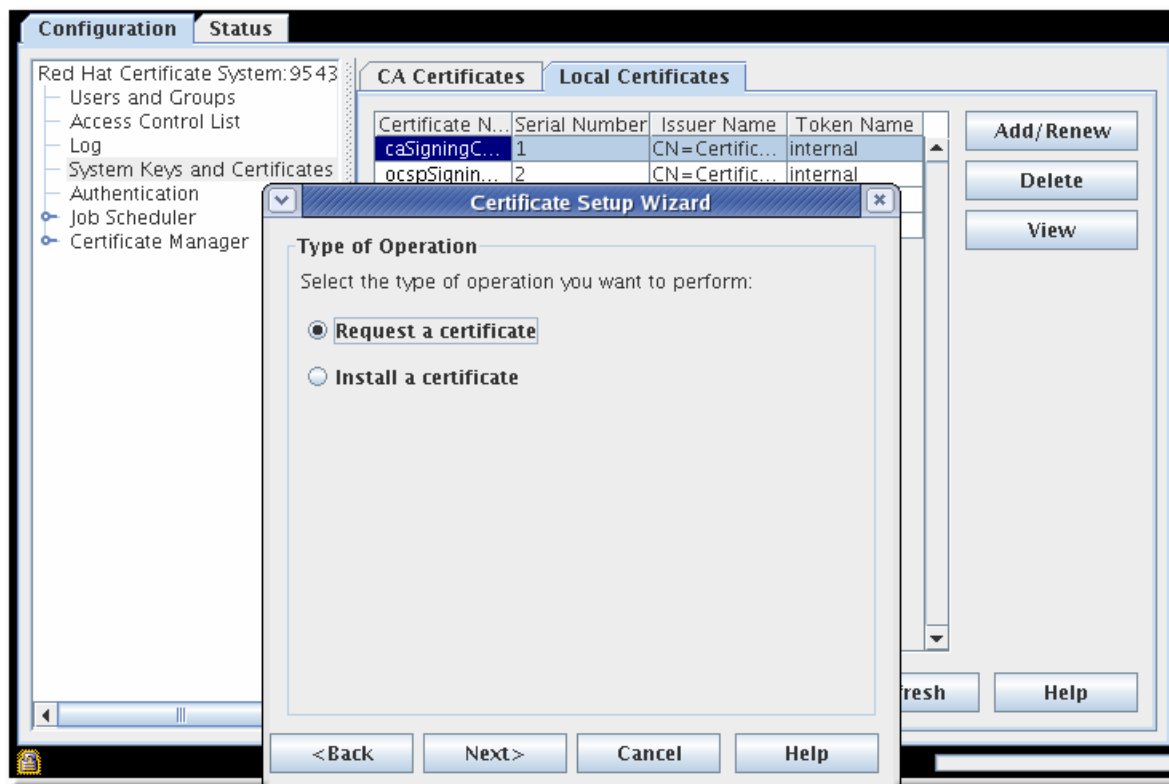 Configuration
Status
Red Hat Certificate System:9543
Users and Groups
Access Control List
Log
System Keys and Certificates
Authentication
Job Scheduler
Certificate Manager
CA Certificates
Local Certificates
Certificate N... Serial Number Issuer Name Token Name
caSigningC... 1 CN=Certific... internal
ocspSignin... 2 CN=Certific... internal
Add/Renew
Delete
View
Certificate Setup Wizard
Type of Operation
Select the type of operation you want to perform:
Request a certificate
Install a certificate
<Back
Next>
Cancel
Help
fresh
Help